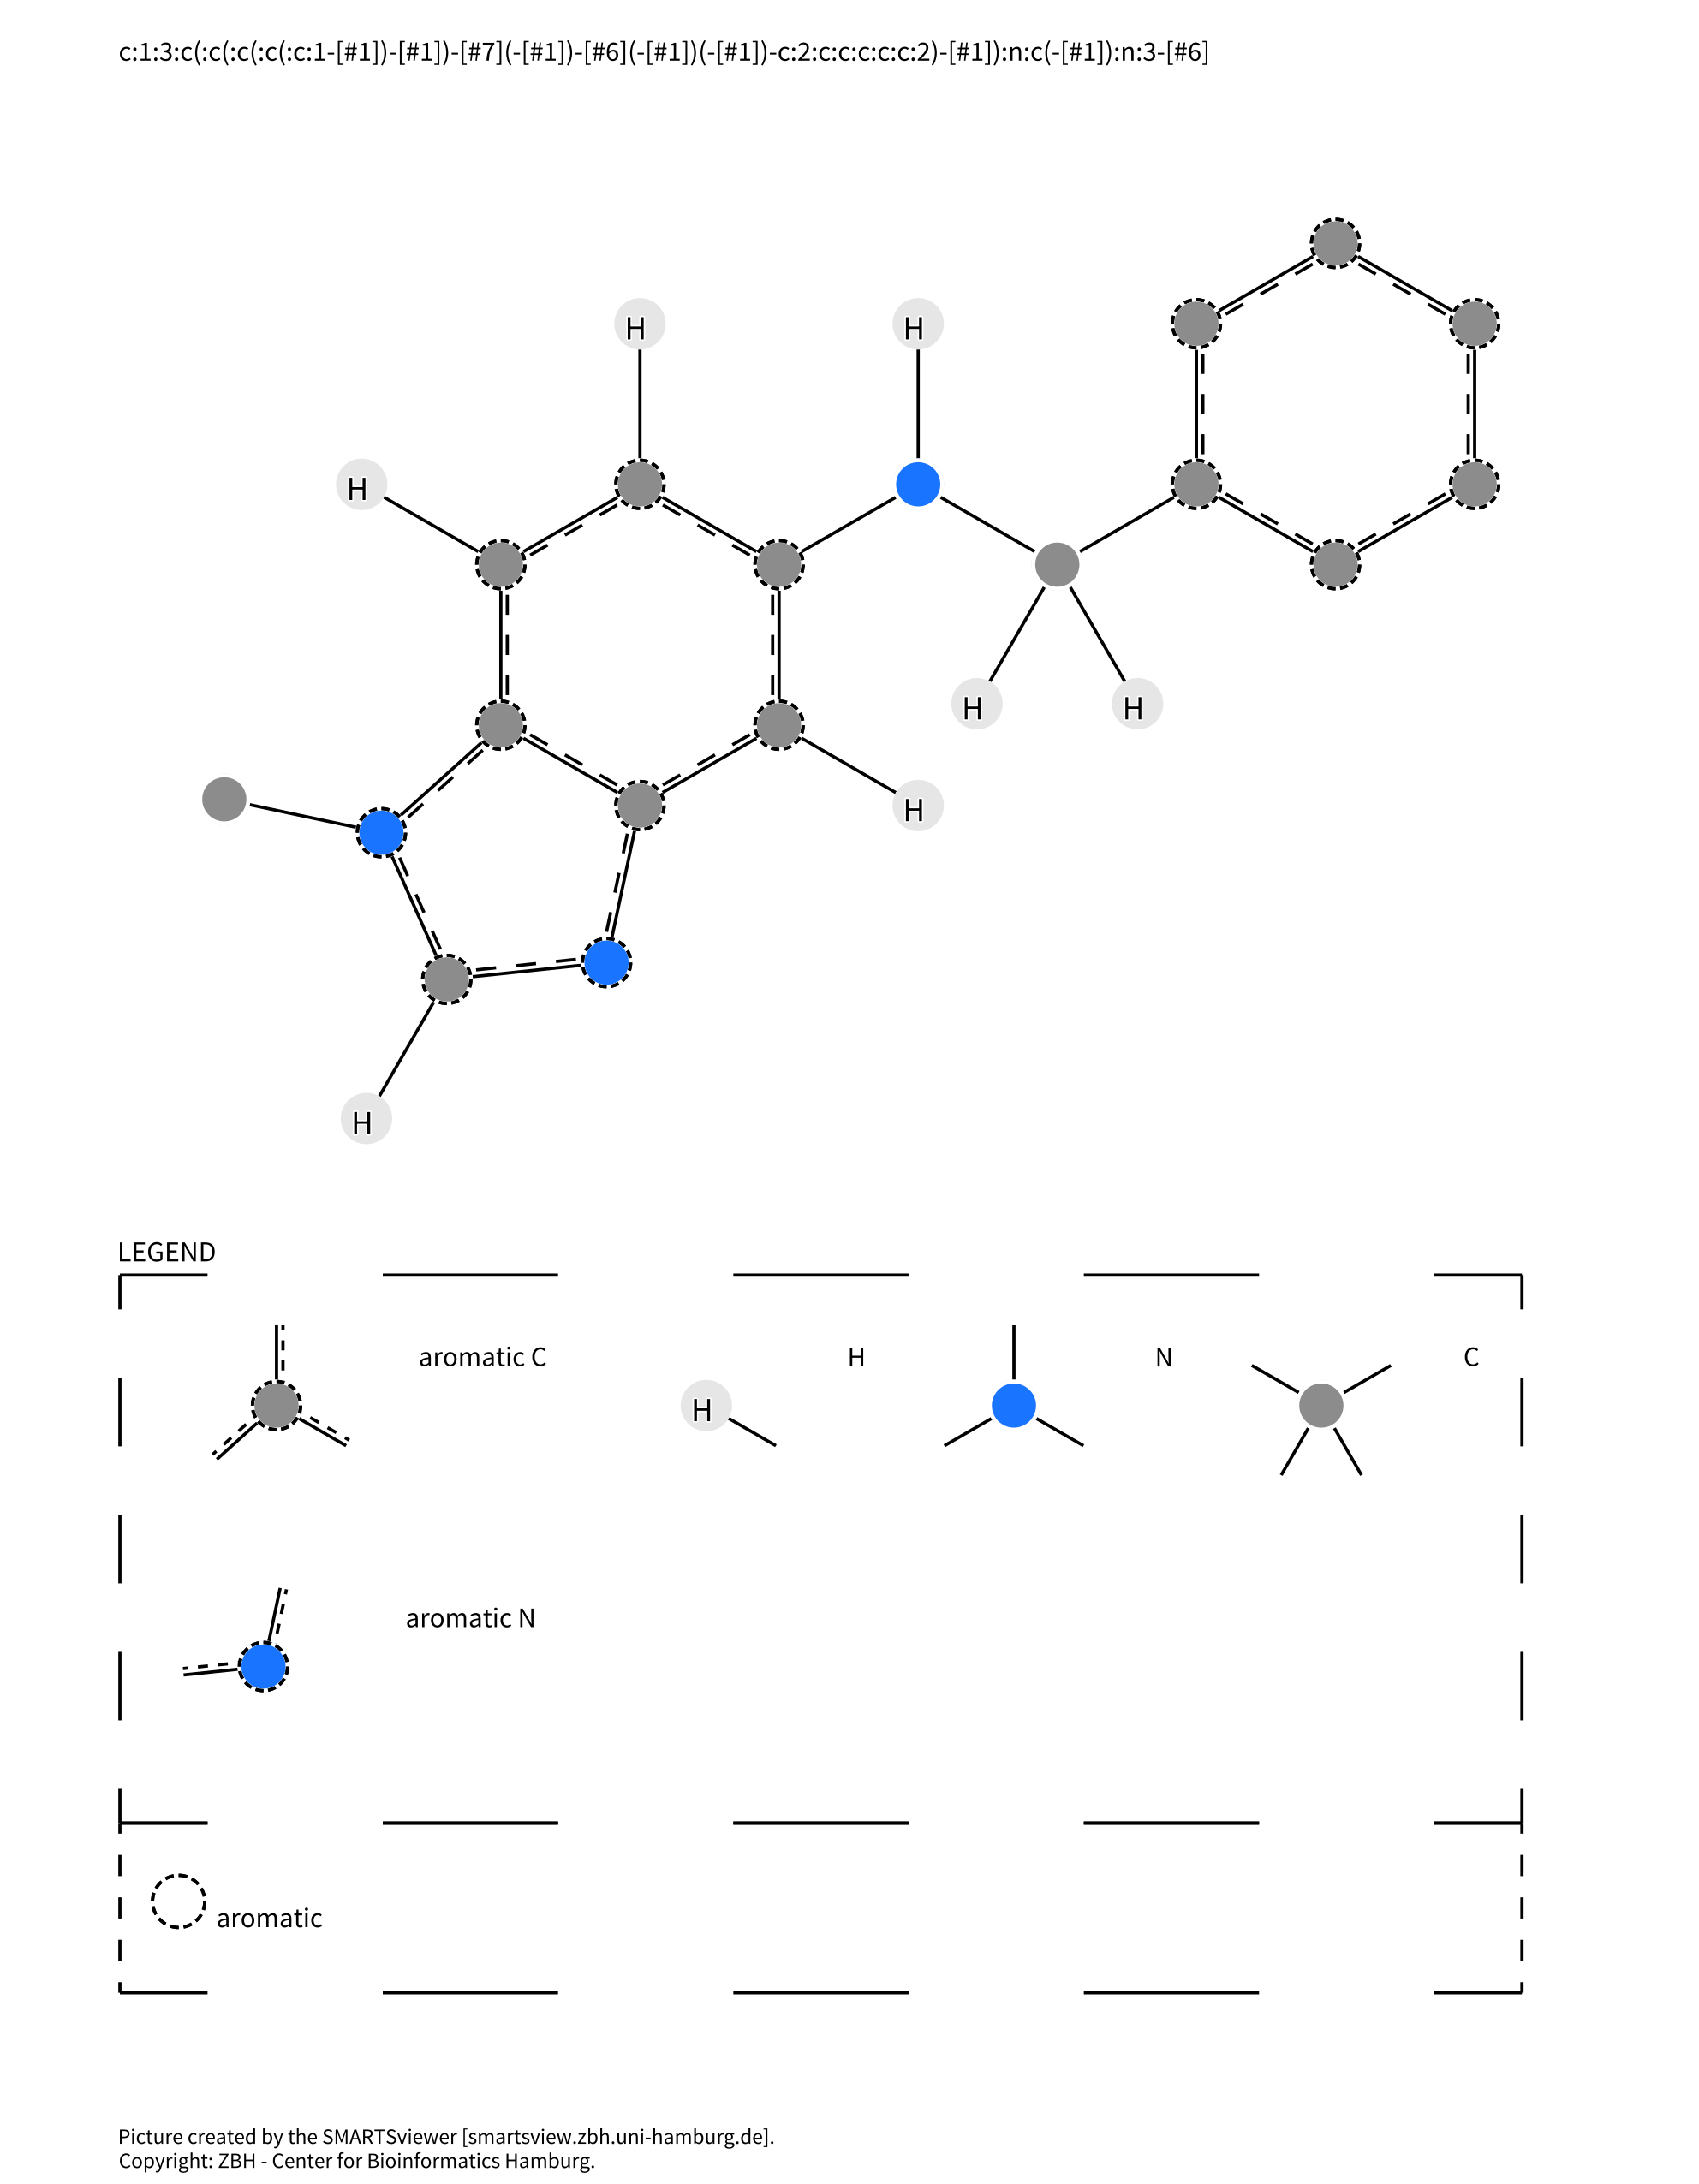 c:1:3:c(:c(:c(:c(:c:1-[#1])-[#1])-[#7](-[#1])-[#6](-[#1])(-[#1])-c:2:c:c:c:c:c:2)-[#1]):n:c(-[#1]):n:3-[#6]
H
H
H
H
H
H
H
LEGEND
aromatic C
H
N
C
H
aromatic N
aromatic
Picture created by the SMARTSviewer [smartsview.zbh.uni-hamburg.de].
Copyright: ZBH - Center for Bioinformatics Hamburg.